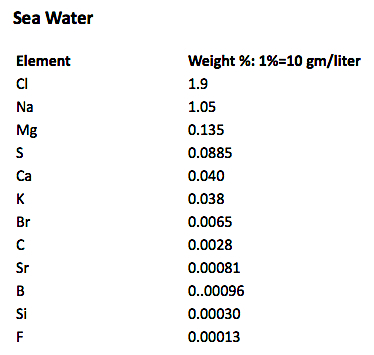 Sea Water
Element Weight %: 1%=10 gm/liter
Cl 1.9
Na 1.05
Mg 0.135
S 0.0885
Ca 0.040
K 0.038
Br 0.0065
C 0.0028
Sr 0.00081
B 0..00096
Si 0.00030
F 0.00013